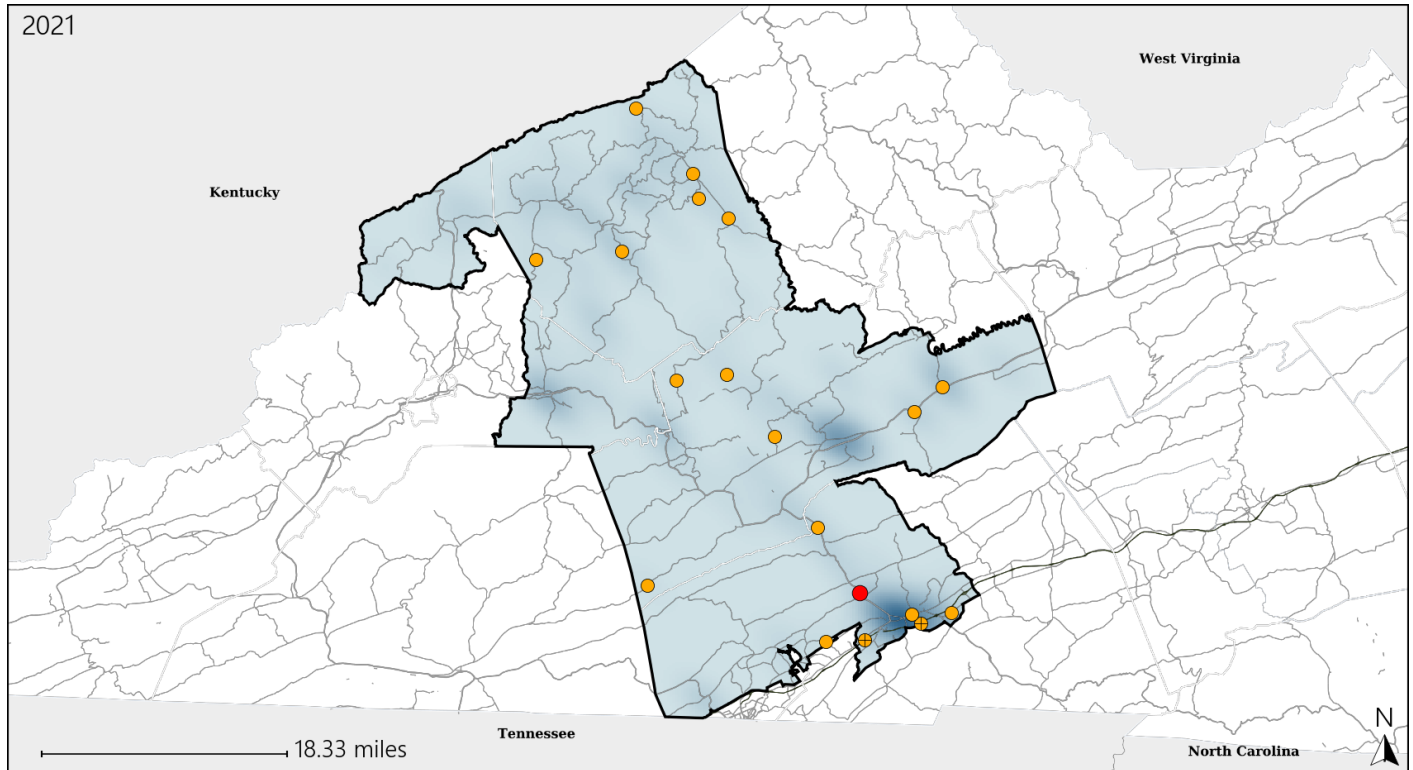 2021
West Virginia
Kentucky
Tennessee
N
18.33 miles
North Carolina